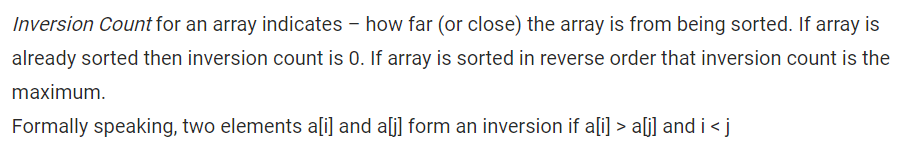 Inversion Count for an array indicates – how far (or close) the array is from being sorted. If array is
already sorted then inversion count is 0. If array is sorted in reverse order that inversion count is the
maximum.
Formally speaking, two elements a[i] and a[j] form an inversion if a[i] > a[j] and i < j